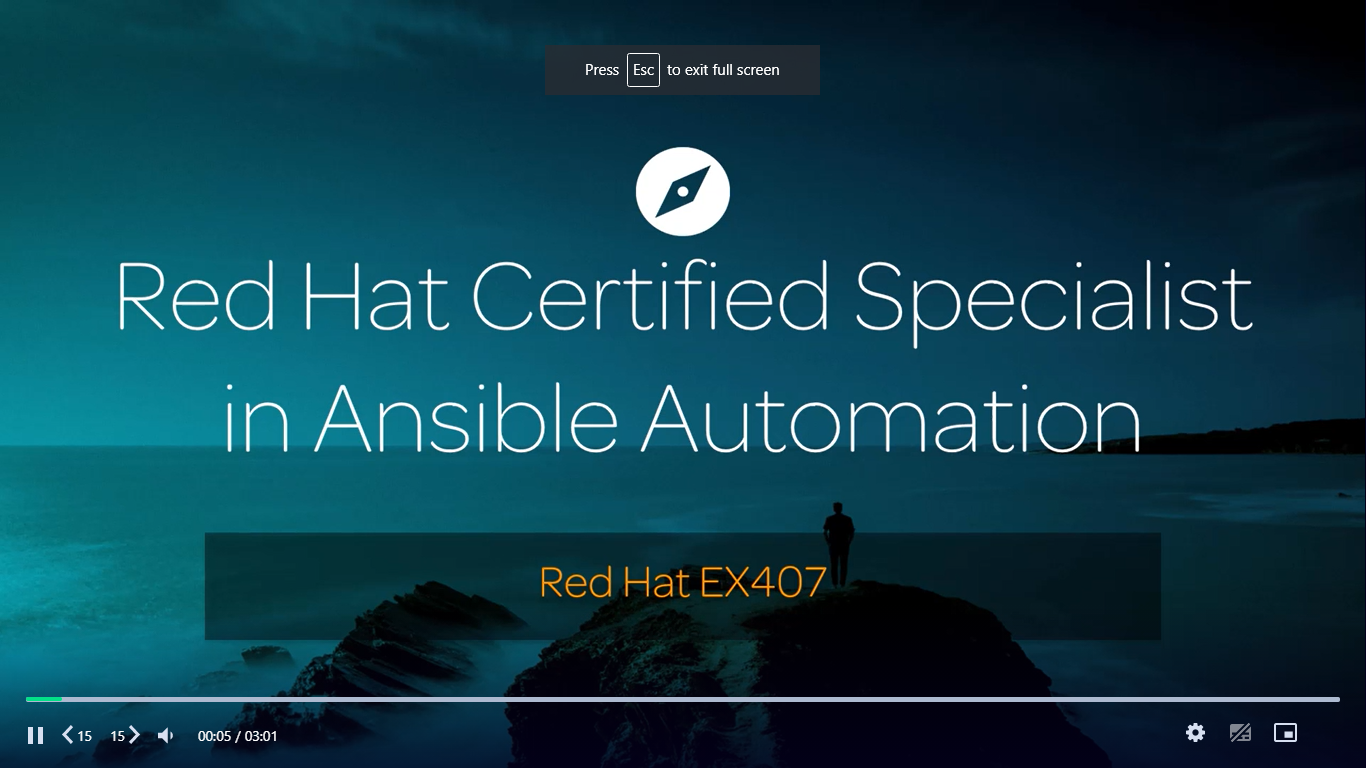 Press Esc to exit full screen
Red Hat Certified Specialist
in Ansible Automation
Red Hat EX407
15 15 00:05 / 03:01